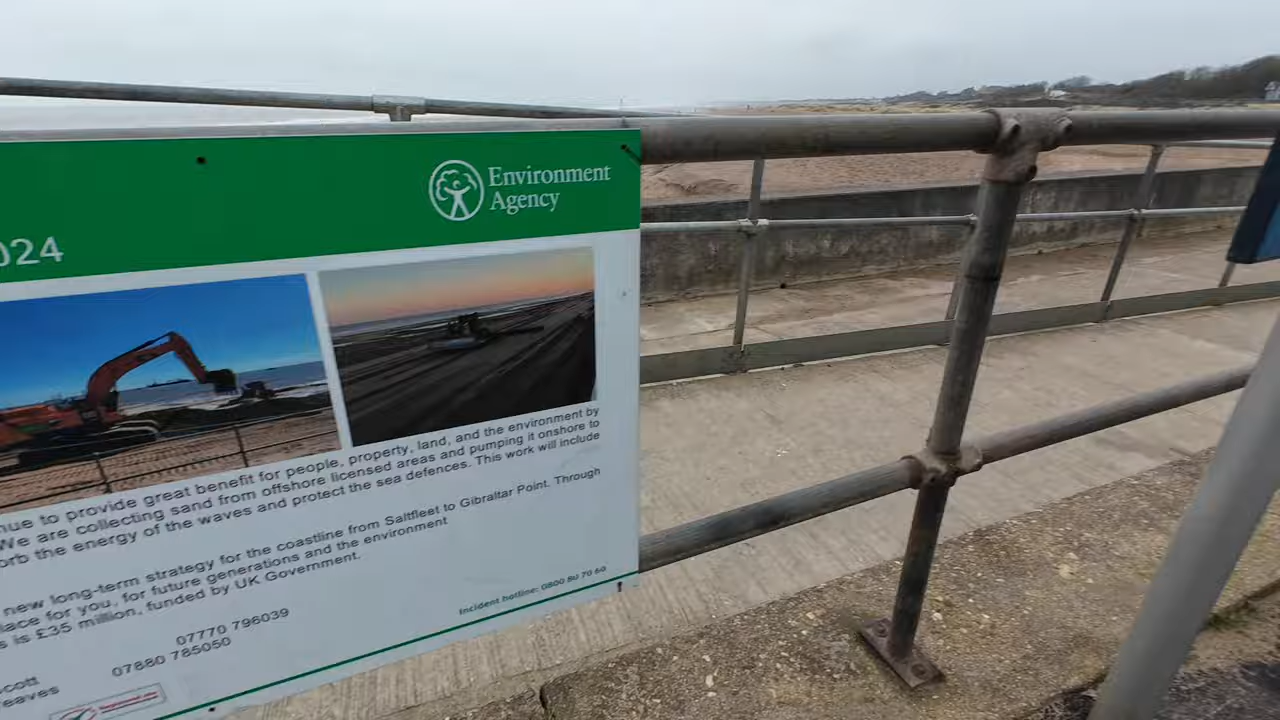 Environment
Agency
024
nue to provide great benefit for people, property, land, and the environment by
We are collecting sand from offshore licensed areas and pumping it onshore to
orb the energy of the waves and protect the sea defences. This work will include
new long-term strategy for the coastline from Saltfleet to Gibraltar Point. Through
lace for you, for future generations and the environment
s is £35 million, funded by UK Government.
07770 796039
07880 785050
Incident hotline: 0800 80 70 60
cott
eaves